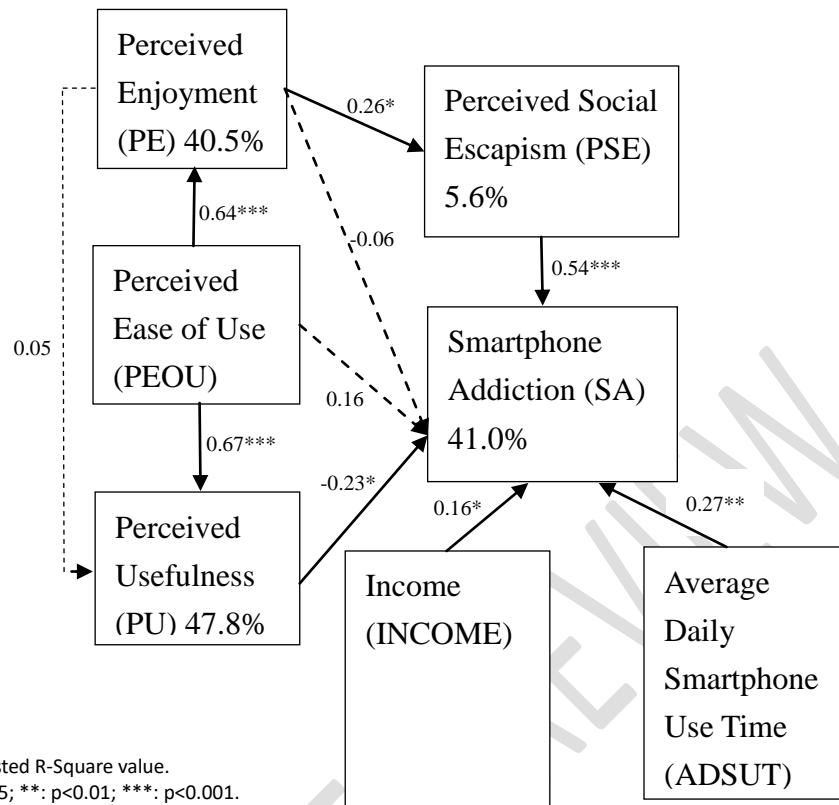 Perceived
Enjoyment
(PE) 40.5%
0.26*
Perceived Social
Escapism (PSE)
5.6%
0.64***
-0.06
0.54***
Perceived
Ease of Use
(PEOU)
0.05
0.16
Smartphone
Addiction (SA)
41.0%
0.67***
-0.23*
0.16*
0.27**
Perceived
Usefulness
(PU) 47.8%
Income
(INCOME)
Average
Daily
Smartphone
Use Time
(ADSUT)
R-Square value.
**: p<0.01; ***: p<0.001.
REVIEW